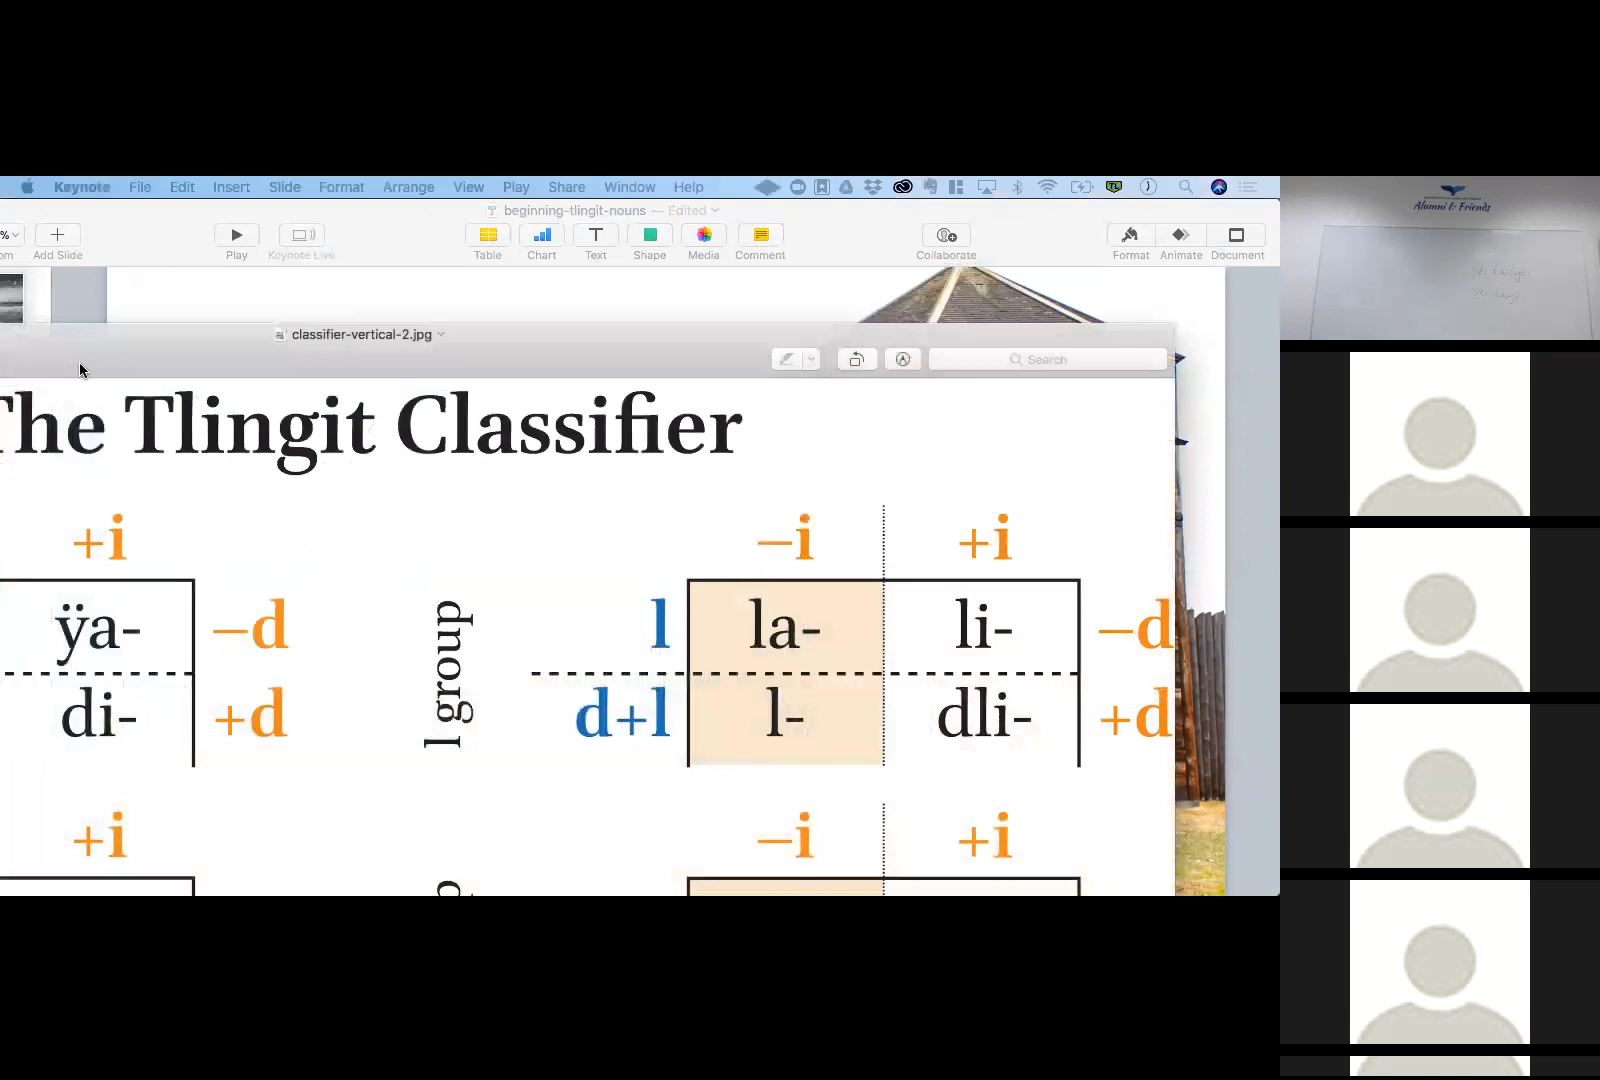 Keynote File Edit Insert Slide Format Arrange View Play Share Window Help
beginning-tlingit-nouns — Edited
%
om Add Slide Play Keynote Live Table Chart Text Shape Media Comment Collaborate Format Animate Document
classifier-vertical-2.jpg
Search
The Tlingit Classifier
+i
ÿa- –d
di- +d
l group
–i +i
l la- li- –d
d+l l- dli- +d
+i
–i +i
Alumni & Friends